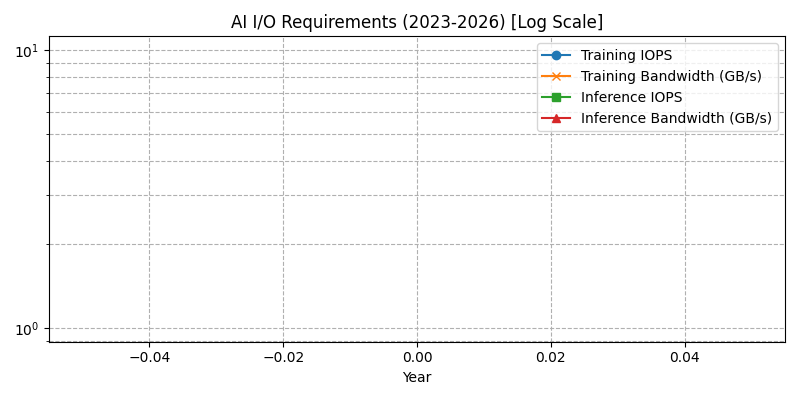 AI I/O Requirements (2023-2026) [Log Scale]
10¹
Training IOPS
Training Bandwidth (GB/s)
Inference IOPS
Inference Bandwidth (GB/s)
10⁰
−0.04 −0.02 0.00 0.02 0.04
Year